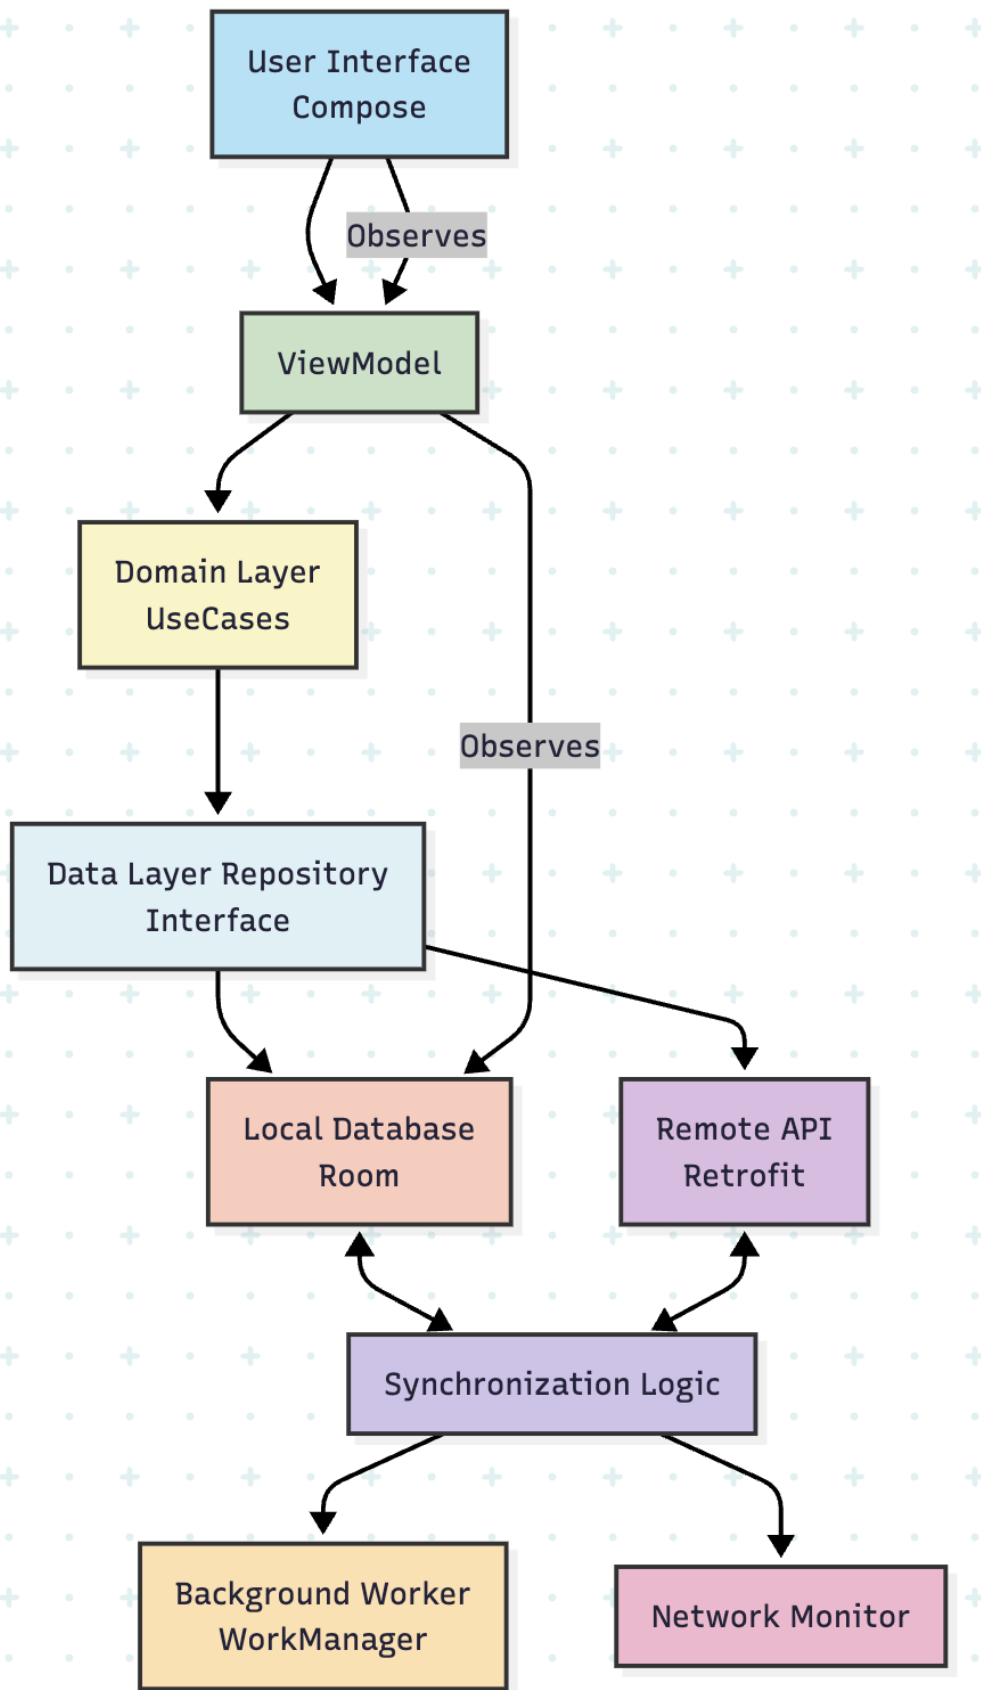 User Interface
Compose
Observes
ViewModel
Domain Layer
UseCases
Observes
Data Layer Repository
Interface
Local Database
Room
Remote API
Retrofit
Synchronization Logic
Background Worker
WorkManager
Network Monitor